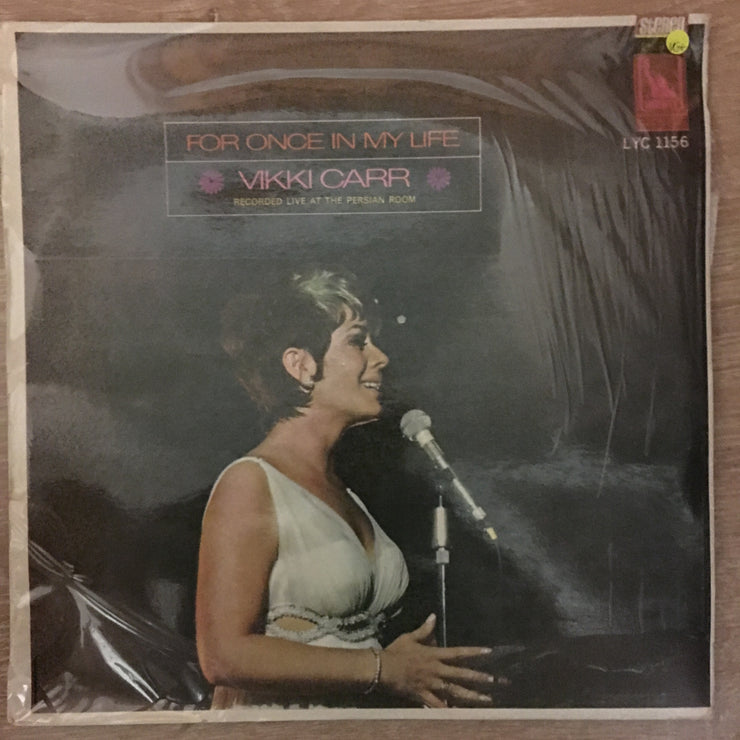 Stereo
LYC 1156
FOR ONCE IN MY LIFE
VIKKI CARR
RECORDED LIVE AT THE PERSIAN ROOM